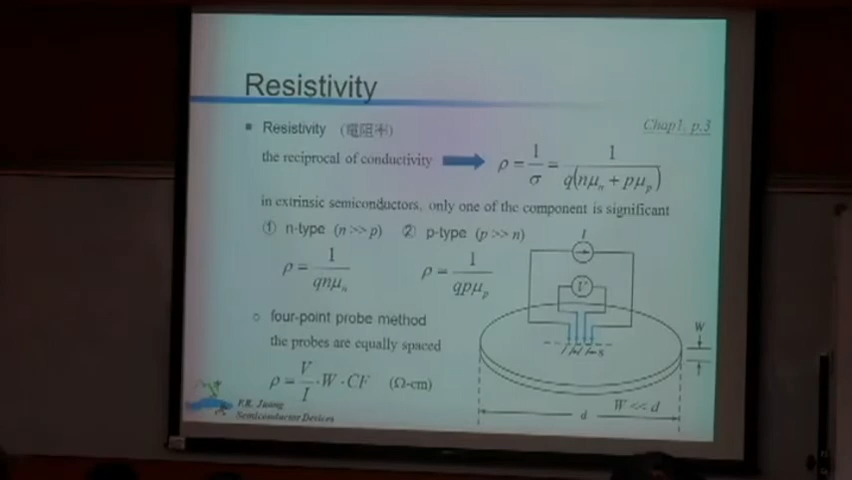 Resistivity
Chap1, p.3
▪ Resistivity (電阻率)
the reciprocal of conductivity ρ = 1/σ = 1/q(nμn + pμp)
in extrinsic semiconductors, only one of the component is significant
① n-type (n >> p) ② p-type (p >> n)
ρ = 1/qnμn ρ = 1/qpμp
I
V
○ four-point probe method
the probes are equally spaced
ρ = V/I · W · CF (Ω-cm)
s
W
d
W << d
Semiconductor Devices